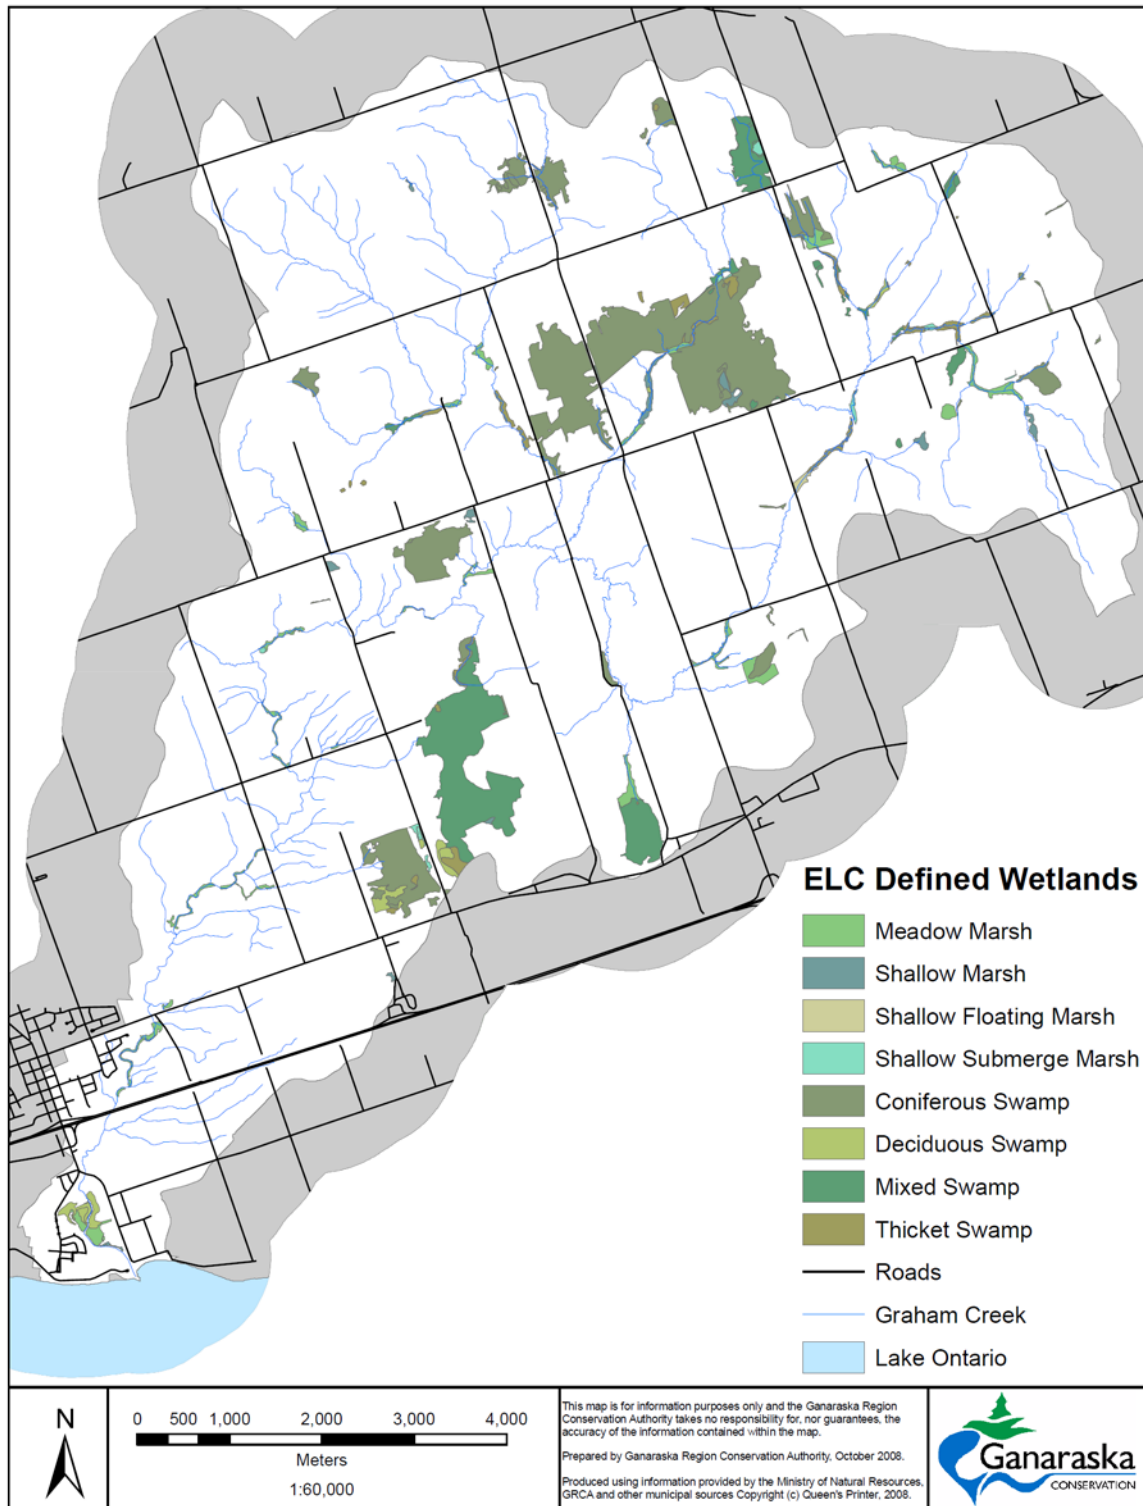 ELC Defined Wetlands
Meadow Marsh
Shallow Marsh
Shallow Floating Marsh
Shallow Submerge Marsh
Coniferous Swamp
Deciduous Swamp
Mixed Swamp
Thicket Swamp
Roads
Graham Creek
Lake Ontario
N
0 500 1,000 2,000 3,000 4,000
Meters
1:60,000
This map is for information purposes only and the Ganaraska Region
Conservation Authority takes no responsibility for, nor guarantees, the
accuracy of the information contained within the map.
Prepared by Ganaraska Region Conservation Authority, October 2008.
Produced using information provided by the Ministry of Natural Resources,
GRCA and other municipal sources Copyright (c) Queen's Printer, 2008.
Ganaraska
CONSERVATION